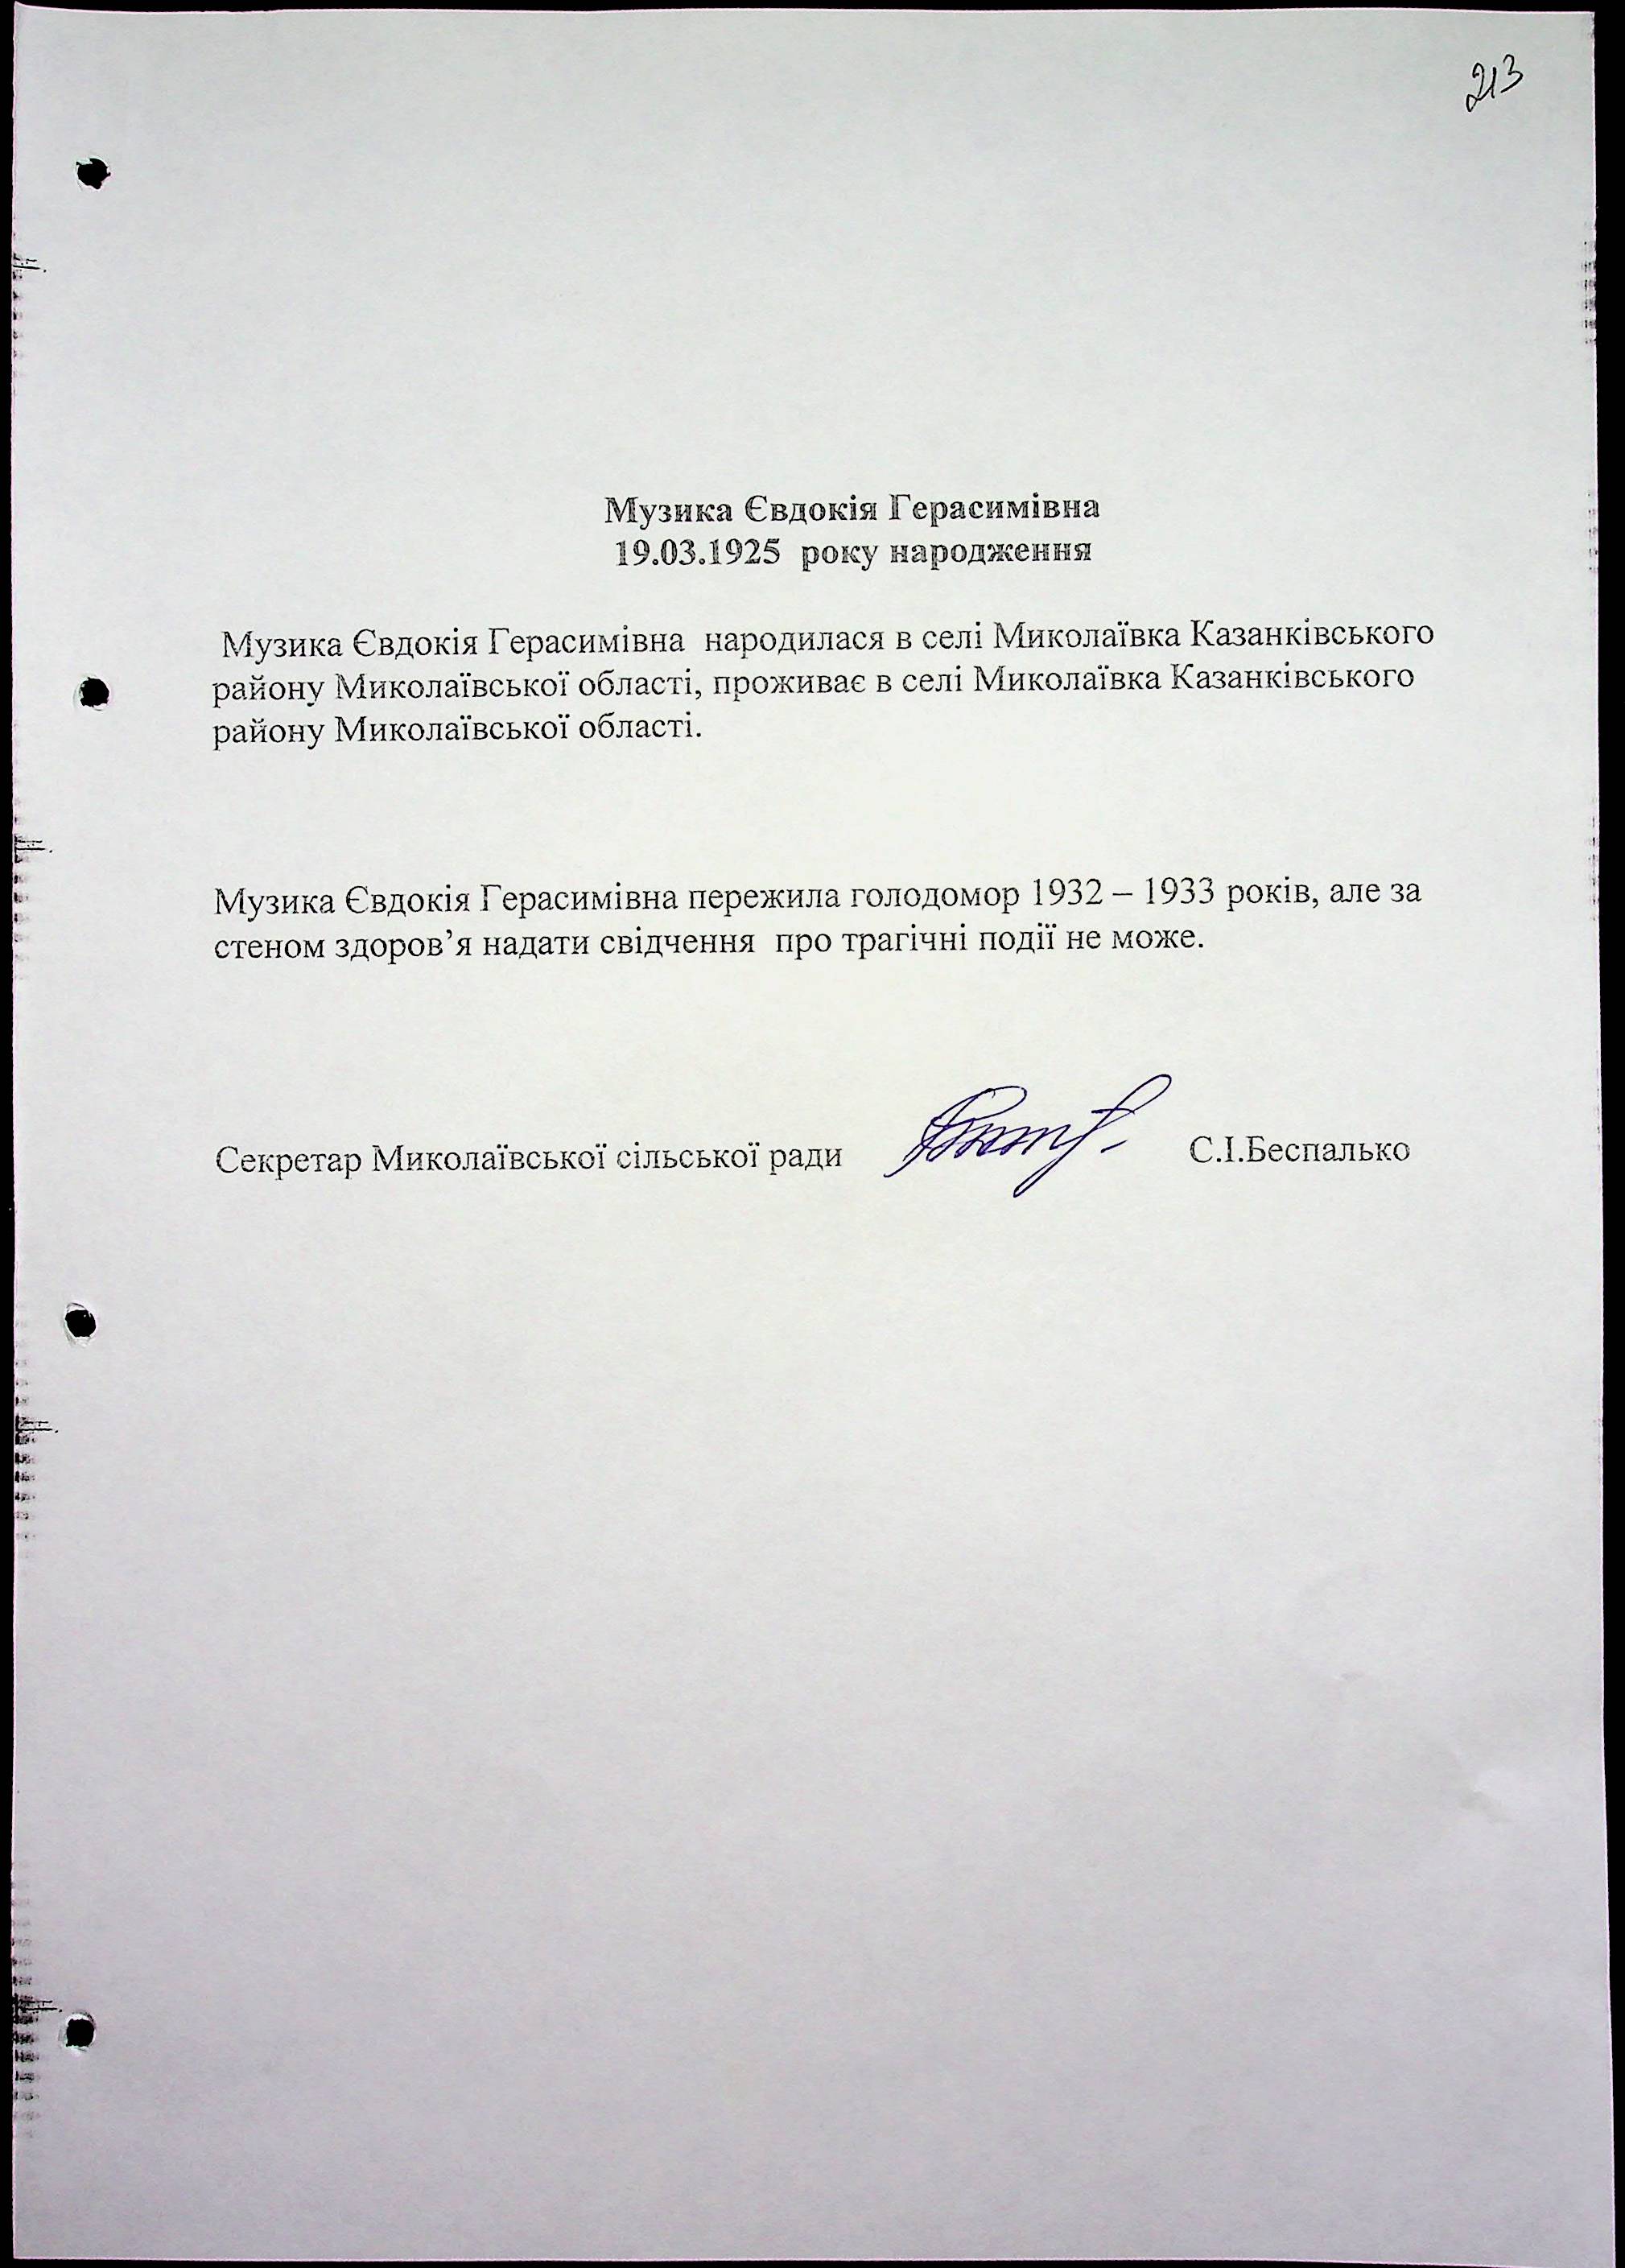 213
Музика Євдокія Герасимівна
19.03.1925 року народження
Музика Євдокія Герасимівна народилася в селі Миколаївка Казанківського
району Миколаївської області, проживає в селі Миколаївка Казанківського
району Миколаївської області.
Музика Євдокія Герасимівна пережила голодомор 1932 – 1933 років, але за
стеном здоров’я надати свідчення про трагічні події не може.
Секретар Миколаївської сільської ради С.І.Беспалько